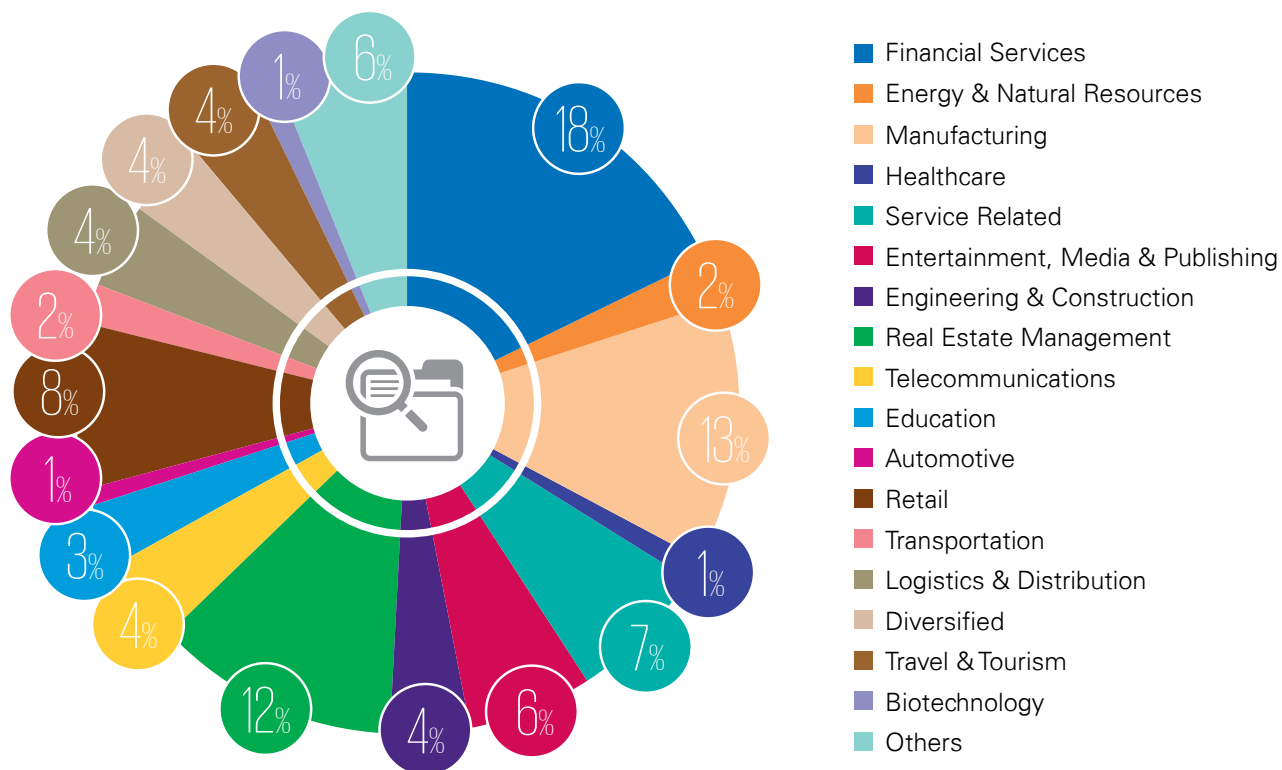 18%
2%
13%
1%
7%
6%
4%
12%
4%
3%
1%
8%
2%
4%
4%
4%
1%
6%
Financial Services
Energy & Natural Resources
Manufacturing
Healthcare
Service Related
Entertainment, Media & Publishing
Engineering & Construction
Real Estate Management
Telecommunications
Education
Automotive
Retail
Transportation
Logistics & Distribution
Diversified
Travel & Tourism
Biotechnology
Others